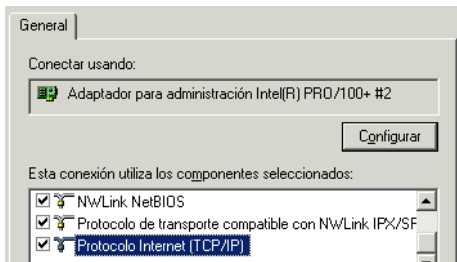 General
Conectar usando:
Adaptador para administración Intel(R) PRO/100+ #2
Configurar
Esta conexión utiliza los componentes seleccionados:
NWLink NetBIOS
Protocolo de transporte compatible con NWLink IPX/SF
Protocolo Internet (TCP/IP)